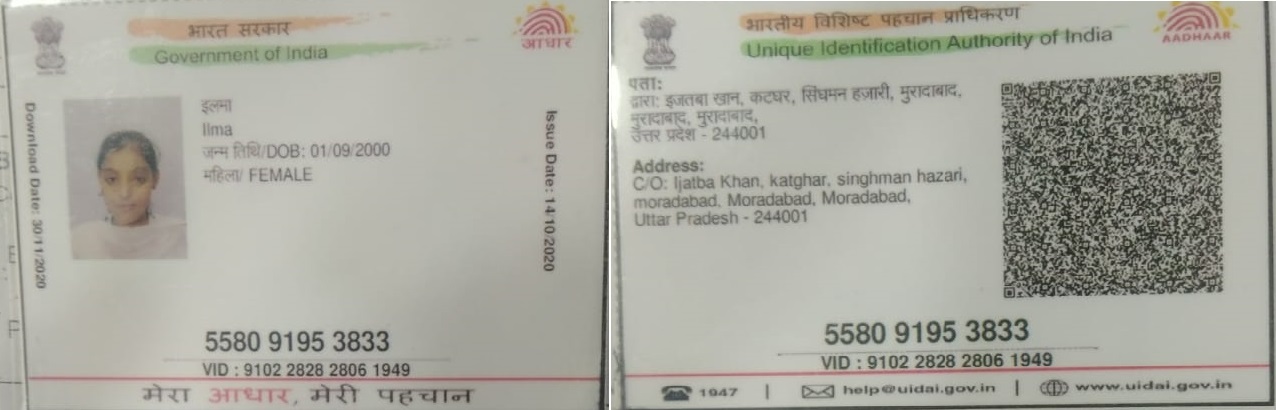 भारत सरकार
Government of India
आधार
Download Date: 30/11/2020
इलमा
Ilma
जन्म तिथि/DOB: 01/09/2000
महिला/ FEMALE
Issue Date: 14/10/2020
5580 9195 3833
VID : 9102 2828 2806 1949
मेरा आधार, मेरी पहचान
भारतीय विशिष्ट पहचान प्राधिकरण
Unique Identification Authority of India
AADHAAR
पता:
द्वारा: इजतबा खान, कटघर, सिंघमन हज़ारी, मुरादाबाद,
मुरादाबाद, मुरादाबाद,
उत्तर प्रदेश - 244001
Address:
C/O: Ijatba Khan, katghar, singhman hazari,
moradabad, Moradabad, Moradabad,
Uttar Pradesh - 244001
5580 9195 3833
VID : 9102 2828 2806 1949
1947 | help@uidai.gov.in | www.uidai.gov.in